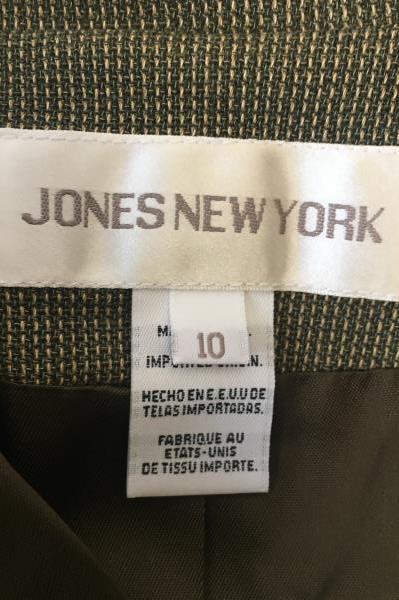 JONES NEW YORK
10
HECHO EN E.E.U.U DE
TELAS IMPORTADAS.
FABRIQUE AU
ETATS-UNIS
DE TISSU IMPORTE.